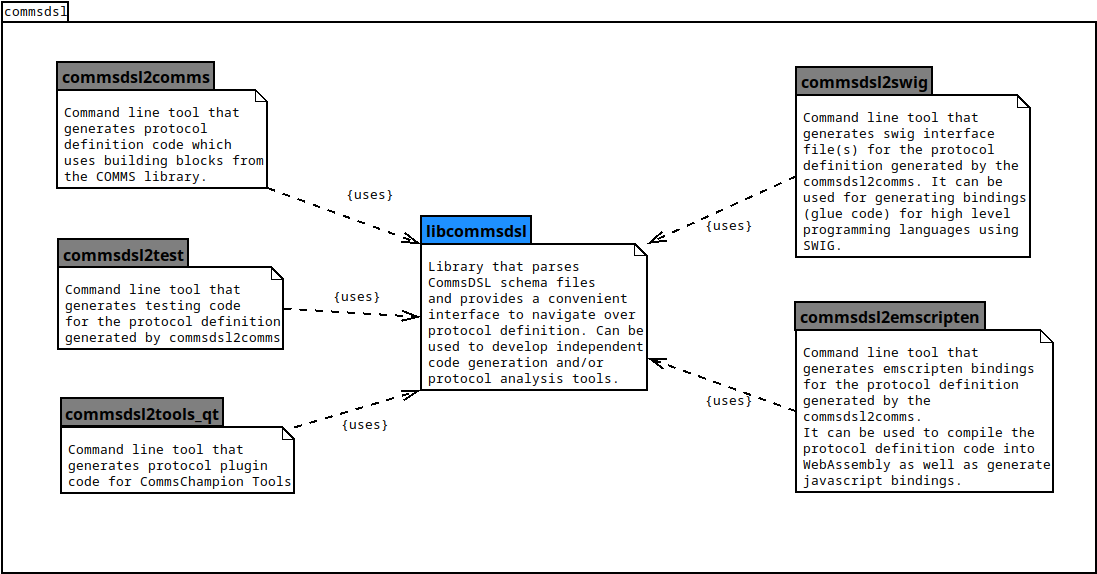 commsdsl
commsdsl2comms
Command line tool that
generates protocol
definition code which
uses building blocks from
the COMMS library.
{uses}
commsdsl2test
Command line tool that
generates testing code
for the protocol definition
generated by commsdsl2comms
{uses}
commsdsl2tools_qt
Command line tool that
generates protocol plugin
code for CommsChampion Tools
{uses}
libcommsdsl
Library that parses
CommsDSL schema files
and provides a convenient
interface to navigate over
protocol definition. Can be
used to develop independent
code generation and/or
protocol analysis tools.
commsdsl2swig
Command line tool that
generates swig interface
file(s) for the protocol
definition generated by the
commsdsl2comms. It can be
used for generating bindings
(glue code) for high level
programming languages using
SWIG.
{uses}
commsdsl2emscripten
Command line tool that
generates emscripten bindings
for the protocol definition
generated by the
commsdsl2comms.
It can be used to compile the
protocol definition code into
WebAssembly as well as generate
javascript bindings.
{uses}